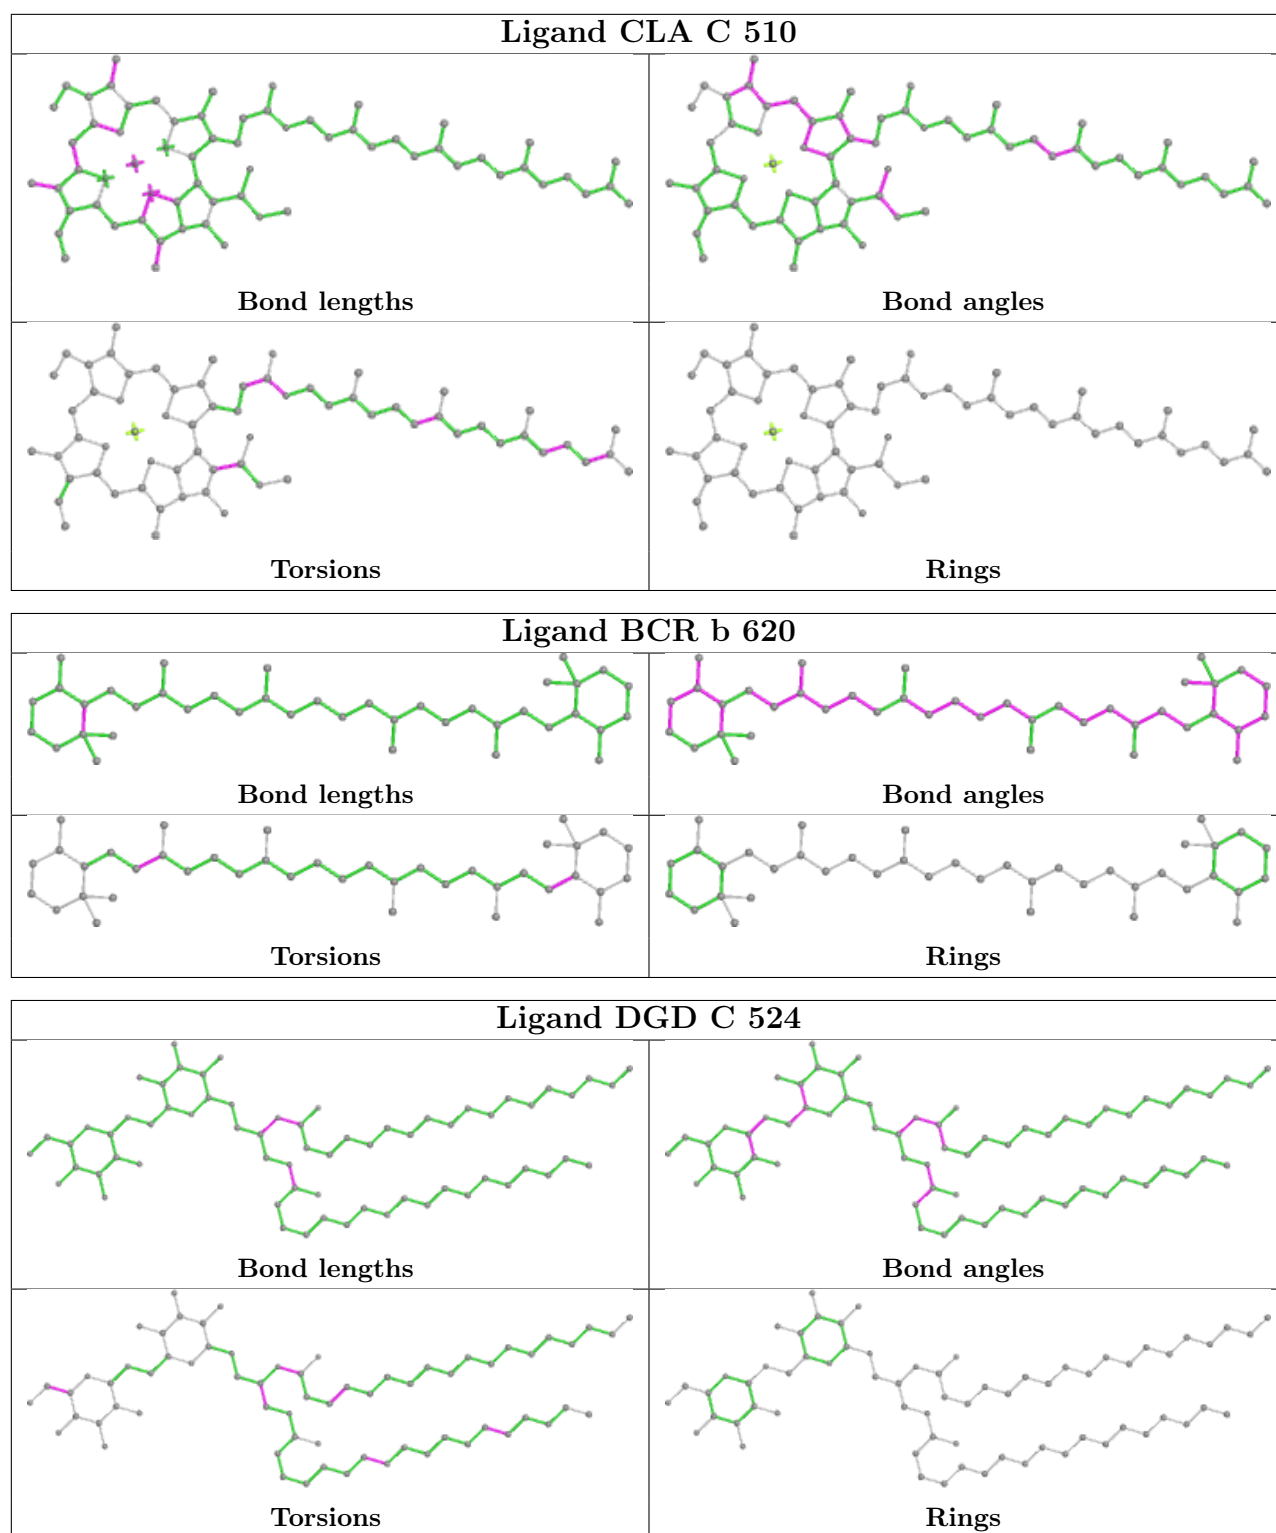 Ligand CLA C 510
Bond lengths Bond angles
Torsions Rings
Ligand BCR b 620
Bond lengths Bond angles
Torsions Rings
Ligand DGD C 524
Bond lengths Bond angles
Torsions Rings